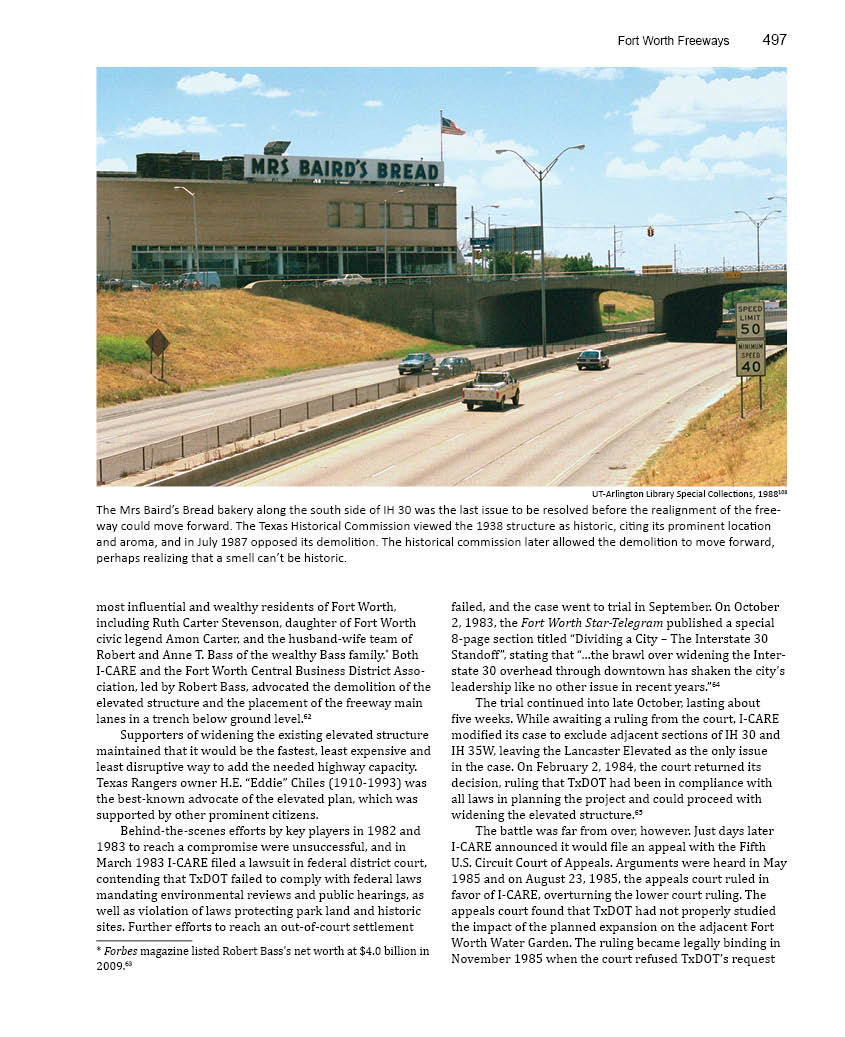 Fort Worth Freeways 497
MRS BAIRD'S BREAD
SPEED
LIMIT
50
MINIMUM
SPEED
40
UT-Arlington Library Special Collections, 1988¹⁰³
The Mrs Baird's Bread bakery along the south side of IH 30 was the last issue to be resolved before the realignment of the free-
way could move forward. The Texas Historical Commission viewed the 1938 structure as historic, citing its prominent location
and aroma, and in July 1987 opposed its demolition. The historical commission later allowed the demolition to move forward,
perhaps realizing that a smell can't be historic.
most influential and wealthy residents of Fort Worth,
including Ruth Carter Stevenson, daughter of Fort Worth
civic legend Amon Carter, and the husband-wife team of
Robert and Anne T. Bass of the wealthy Bass family.* Both
I-CARE and the Fort Worth Central Business District Asso-
ciation, led by Robert Bass, advocated the demolition of the
elevated structure and the placement of the freeway main
lanes in a trench below ground level.⁶²
Supporters of widening the existing elevated structure
maintained that it would be the fastest, least expensive and
least disruptive way to add the needed highway capacity.
Texas Rangers owner H.E. "Eddie" Chiles (1910-1993) was
the best-known advocate of the elevated plan, which was
supported by other prominent citizens.
Behind-the-scenes efforts by key players in 1982 and
1983 to reach a compromise were unsuccessful, and in
March 1983 I-CARE filed a lawsuit in federal district court,
contending that TxDOT failed to comply with federal laws
mandating environmental reviews and public hearings, as
well as violation of laws protecting park land and historic
sites. Further efforts to reach an out-of-court settlement
* Forbes magazine listed Robert Bass's net worth at $4.0 billion in
2009.⁶³
failed, and the case went to trial in September. On October
2, 1983, the Fort Worth Star-Telegram published a special
8-page section titled "Dividing a City – The Interstate 30
Standoff", stating that "...the brawl over widening the Inter-
state 30 overhead through downtown has shaken the city's
leadership like no other issue in recent years."⁶⁴
The trial continued into late October, lasting about
five weeks. While awaiting a ruling from the court, I-CARE
modified its case to exclude adjacent sections of IH 30 and
IH 35W, leaving the Lancaster Elevated as the only issue
in the case. On February 2, 1984, the court returned its
decision, ruling that TxDOT had been in compliance with
all laws in planning the project and could proceed with
widening the elevated structure.⁶⁵
The battle was far from over, however. Just days later
I-CARE announced it would file an appeal with the Fifth
U.S. Circuit Court of Appeals. Arguments were heard in May
1985 and on August 23, 1985, the appeals court ruled in
favor of I-CARE, overturning the lower court ruling. The
appeals court found that TxDOT had not properly studied
the impact of the planned expansion on the adjacent Fort
Worth Water Garden. The ruling became legally binding in
November 1985 when the court refused TxDOT's request